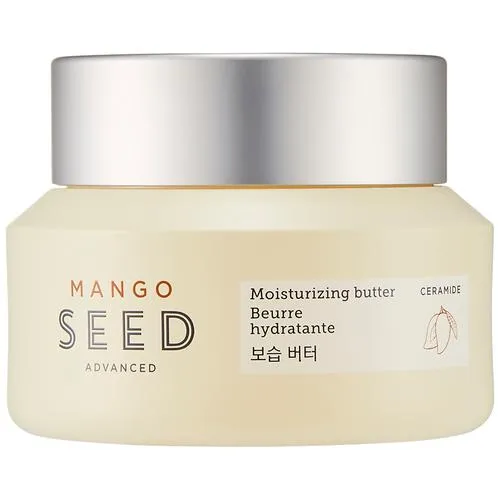 MANGO
SEED
ADVANCED
Moisturizing butter
Beurre
hydratante
보습 버터
CERAMIDE